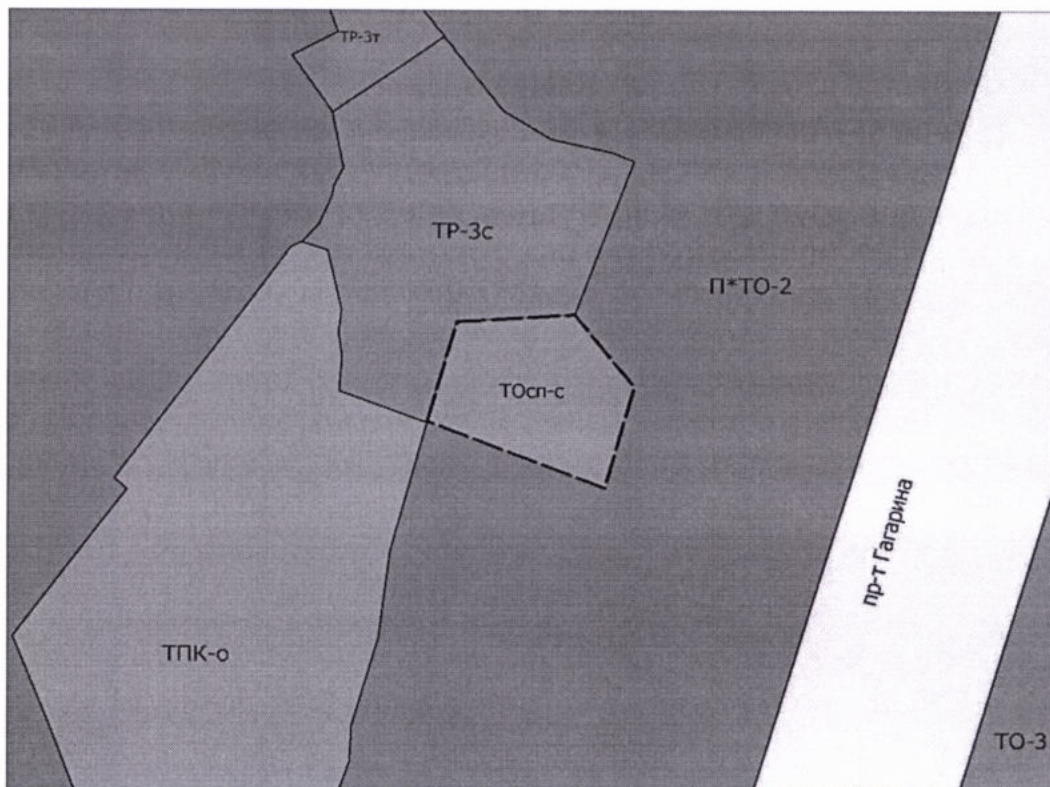 ТР-3т
ТР-3с
П*ТО-2
ТОсп-с
пр-т Гагарина
ТПК-о
ТО-3